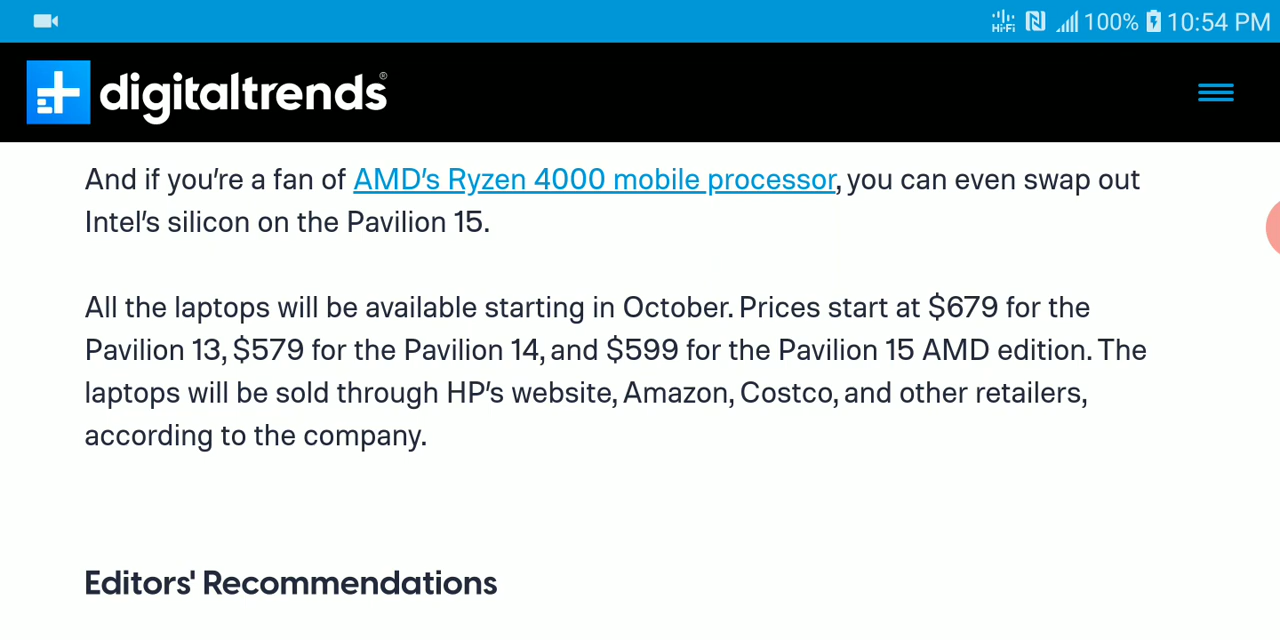 Hi-Fi 100% 10:54 PM
digitaltrends®
And if you're a fan of AMD's Ryzen 4000 mobile processor, you can even swap out
Intel's silicon on the Pavilion 15.
All the laptops will be available starting in October. Prices start at $679 for the
Pavilion 13, $579 for the Pavilion 14, and $599 for the Pavilion 15 AMD edition. The
laptops will be sold through HP's website, Amazon, Costco, and other retailers,
according to the company.
Editors' Recommendations